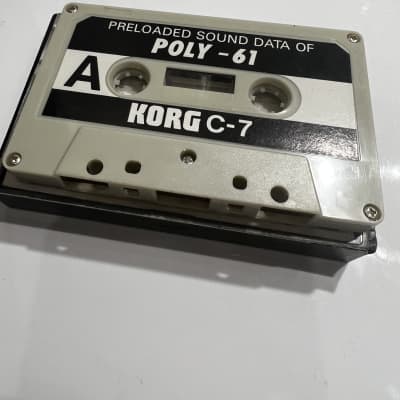 PRELOADED SOUND DATA OF
POLY-61
A
KORG C-7